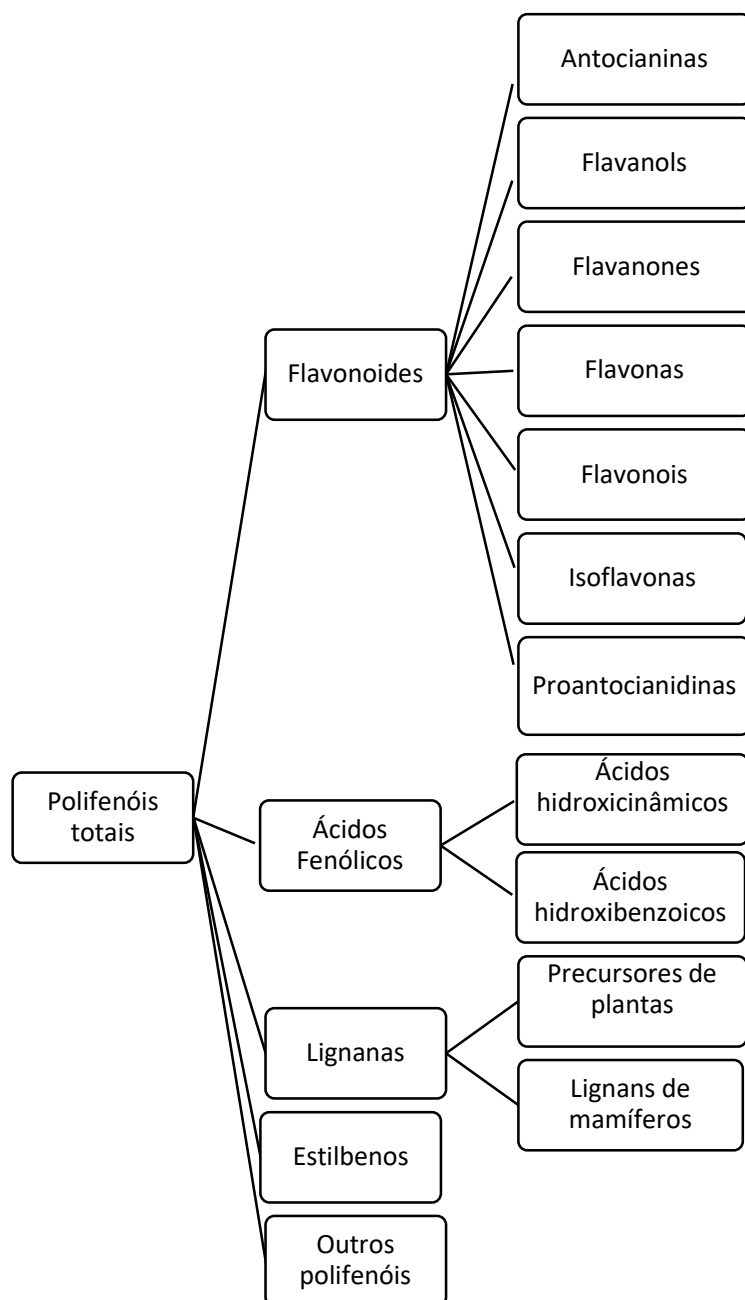 Antocianinas
Flavanols
Flavanones
Flavonoides
Flavonas
Flavonois
Isoflavonas
Proantocianidinas
Polifenóis
totais
Ácidos
Fenólicos
Ácidos
hidroxicinâmicos
Ácidos
hidroxibenzoicos
Lignanas
Precursores de
plantas
Lignans de
mamíferos
Estilbenos
Outros
polifenóis